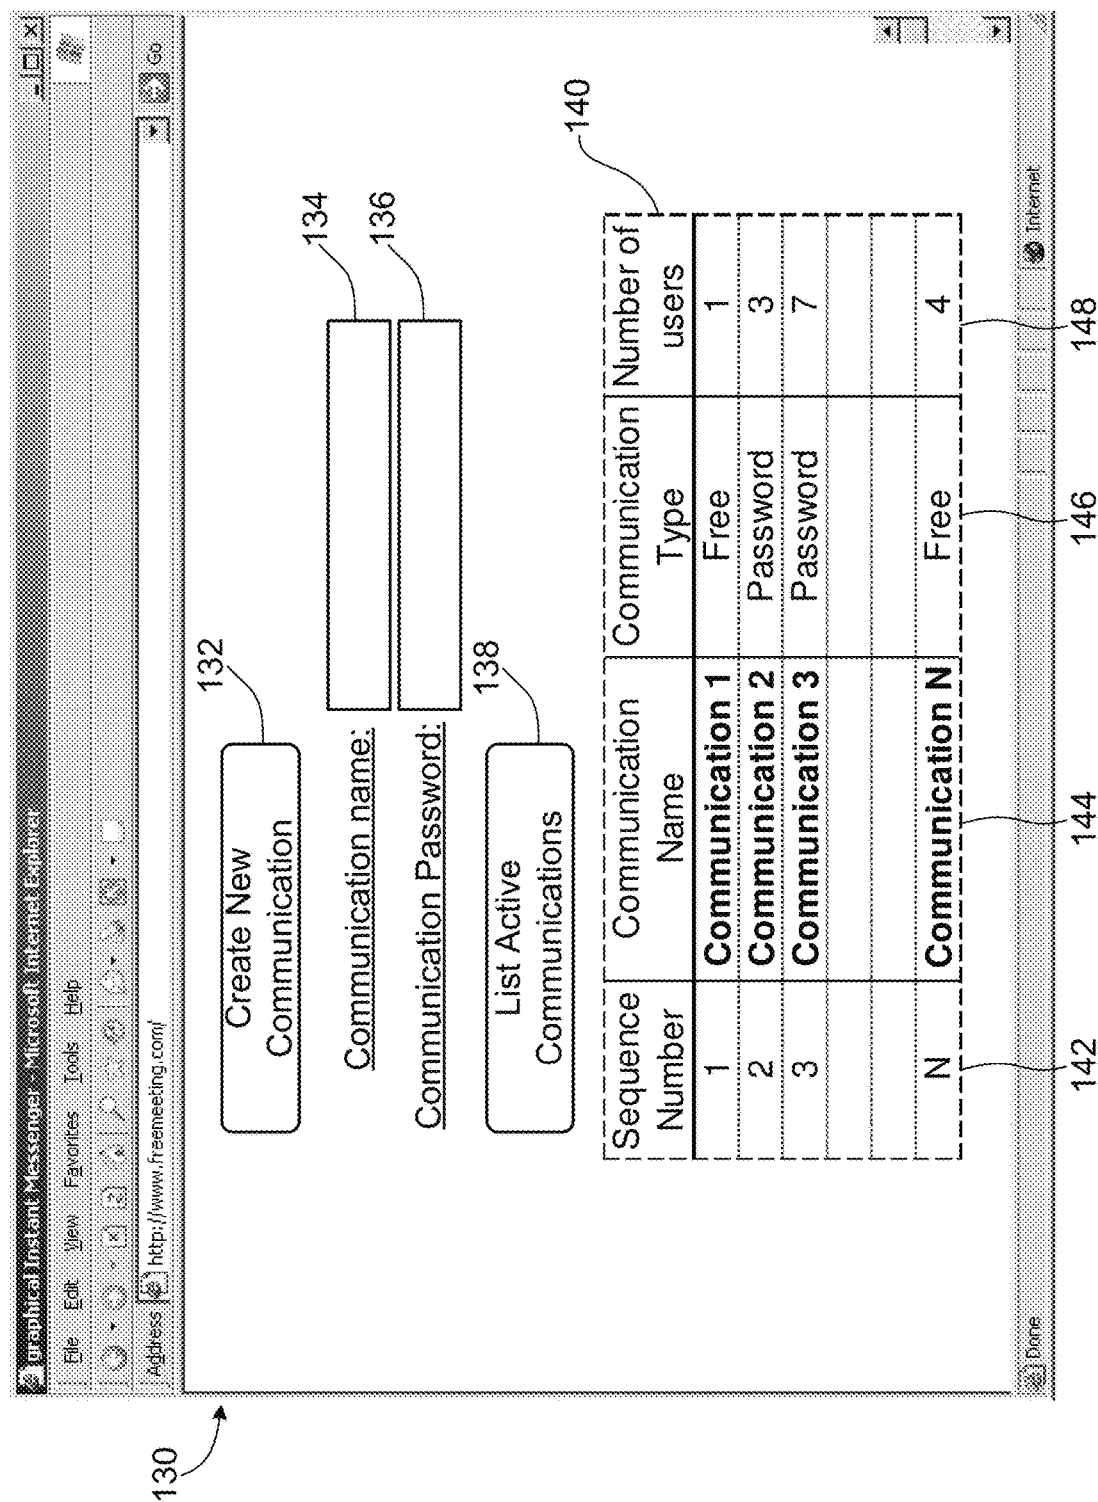 graphical Instant Messenger - Microsoft Internet Explorer
File Edit View Favorites Tools Help
Address http://www.freemeeting.com/ Go
130
132
Create New
Communication
134
Communication name:
136
Communication Password:
138
List Active
Communications
140
Sequence Number Communication Name Communication Type Number of users
1 Communication 1 Free 1
2 Communication 2 Password 3
3 Communication 3 Password 7
N Communication N Free 4
Done Internet
142 144 146 148